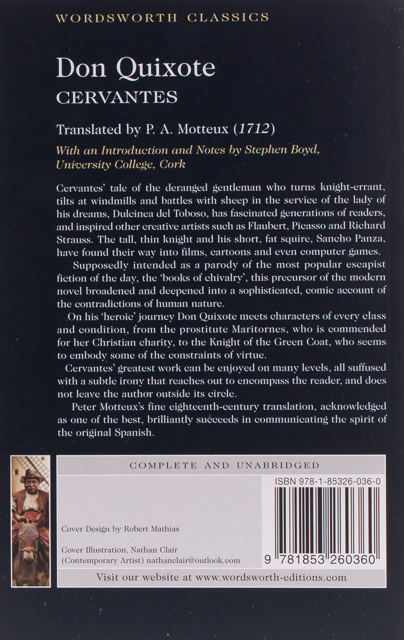 WORDSWORTH CLASSICS
Don Quixote
CERVANTES
Translated by P. A. Motteux (1712)
With an Introduction and Notes by Stephen Boyd,
University College, Cork
Cervantes' tale of the deranged gentleman who turns knight-errant,
tilts at windmills and battles with sheep in the service of the lady of
his dreams, Dulcinea del Toboso, has fascinated generations of readers,
and inspired other creative artists such as Flaubert, Picasso and Richard
Strauss. The tall, thin knight and his short, fat squire, Sancho Panza,
have found their way into films, cartoons and even computer games.
Supposedly intended as a parody of the most popular escapist
fiction of the day, the 'books of chivalry', this precursor of the modern
novel broadened and deepened into a sophisticated, comic account of
the contradictions of human nature.
On his 'heroic' journey Don Quixote meets characters of every class
and condition, from the prostitute Maritornes, who is commended
for her Christian charity, to the Knight of the Green Coat, who seems
to embody some of the constraints of virtue.
Cervantes' greatest work can be enjoyed on many levels, all suffused
with a subtle irony that reaches out to encompass the reader, and does
not leave the author outside its circle.
Peter Motteux's fine eighteenth-century translation, acknowledged
as one of the best, brilliantly succeeds in communicating the spirit of
the original Spanish.
COMPLETE AND UNABRIDGED
ISBN 978-1-85326-036-0
Cover Design by Robert Mathias
Cover Illustration, Nathan Clair
(Contemporary Artist) nathanclair@outlook.com
9 781853 260360
Visit our website at www.wordsworth-editions.com